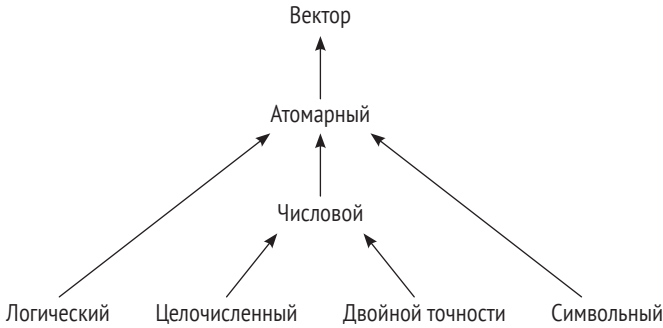 Вектор
Атомарный
Числовой
Логический Целочисленный Двойной точности Символьный